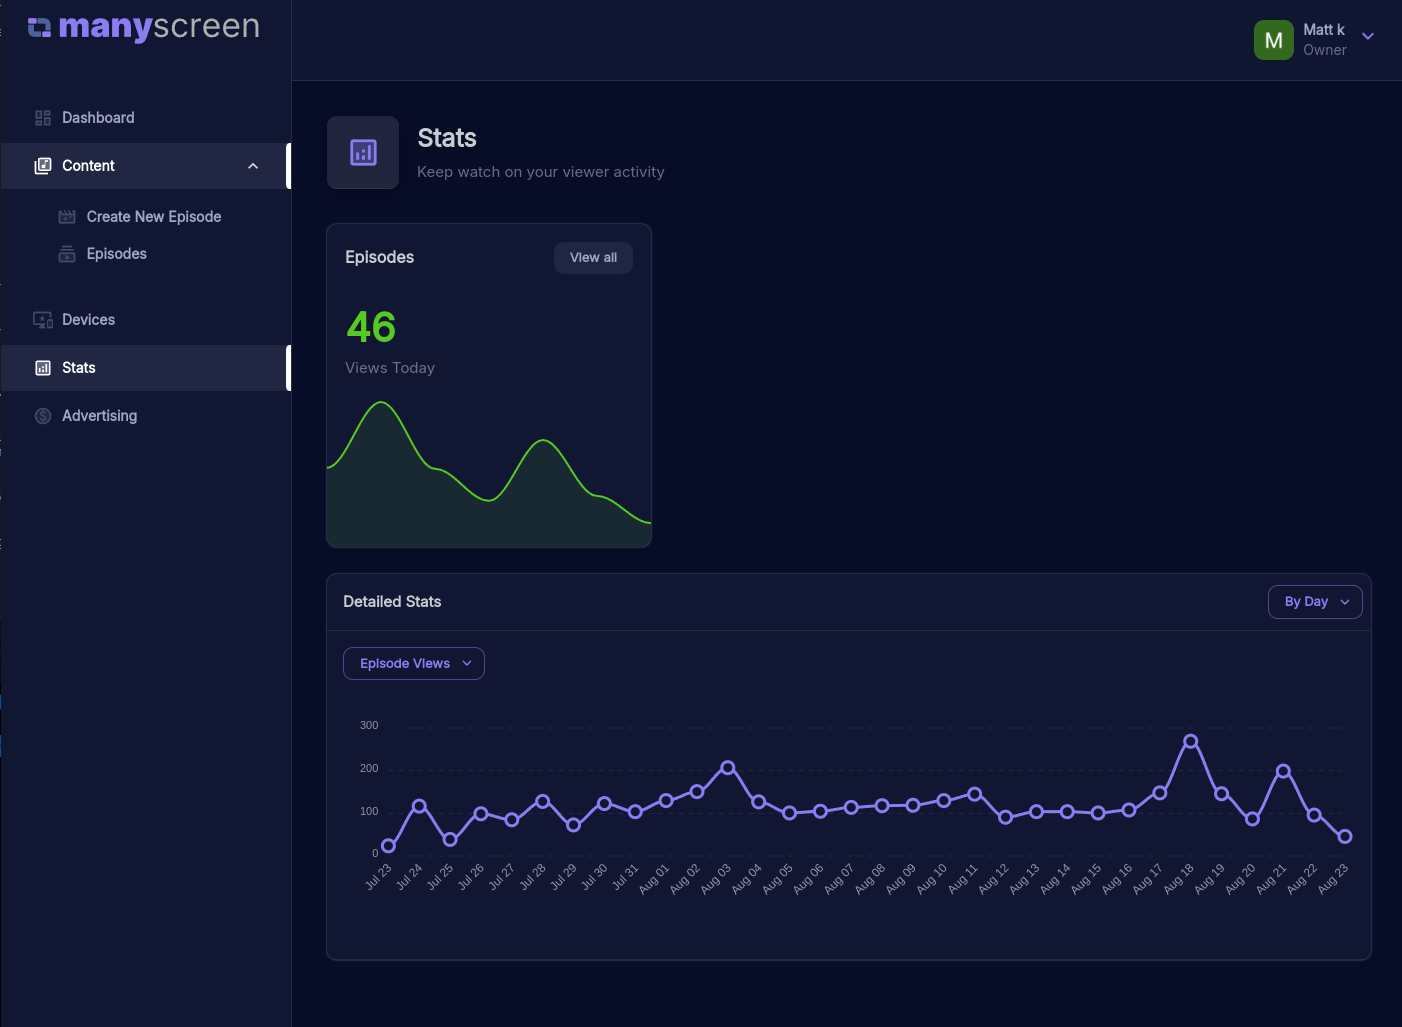 manyscreen
M
Matt k
Owner
Dashboard
Content
Create New Episode
Episodes
Devices
Stats
Advertising
Stats
Keep watch on your viewer activity
Episodes
View all
46
Views Today
Detailed Stats
By Day
Episode Views
300
200
100
0
Jul 23
Jul 24
Jul 25
Jul 26
Jul 27
Jul 28
Jul 29
Jul 30
Jul 31
Aug 01
Aug 02
Aug 03
Aug 04
Aug 05
Aug 06
Aug 07
Aug 08
Aug 09
Aug 10
Aug 11
Aug 12
Aug 13
Aug 14
Aug 15
Aug 16
Aug 17
Aug 18
Aug 19
Aug 20
Aug 21
Aug 22
Aug 23